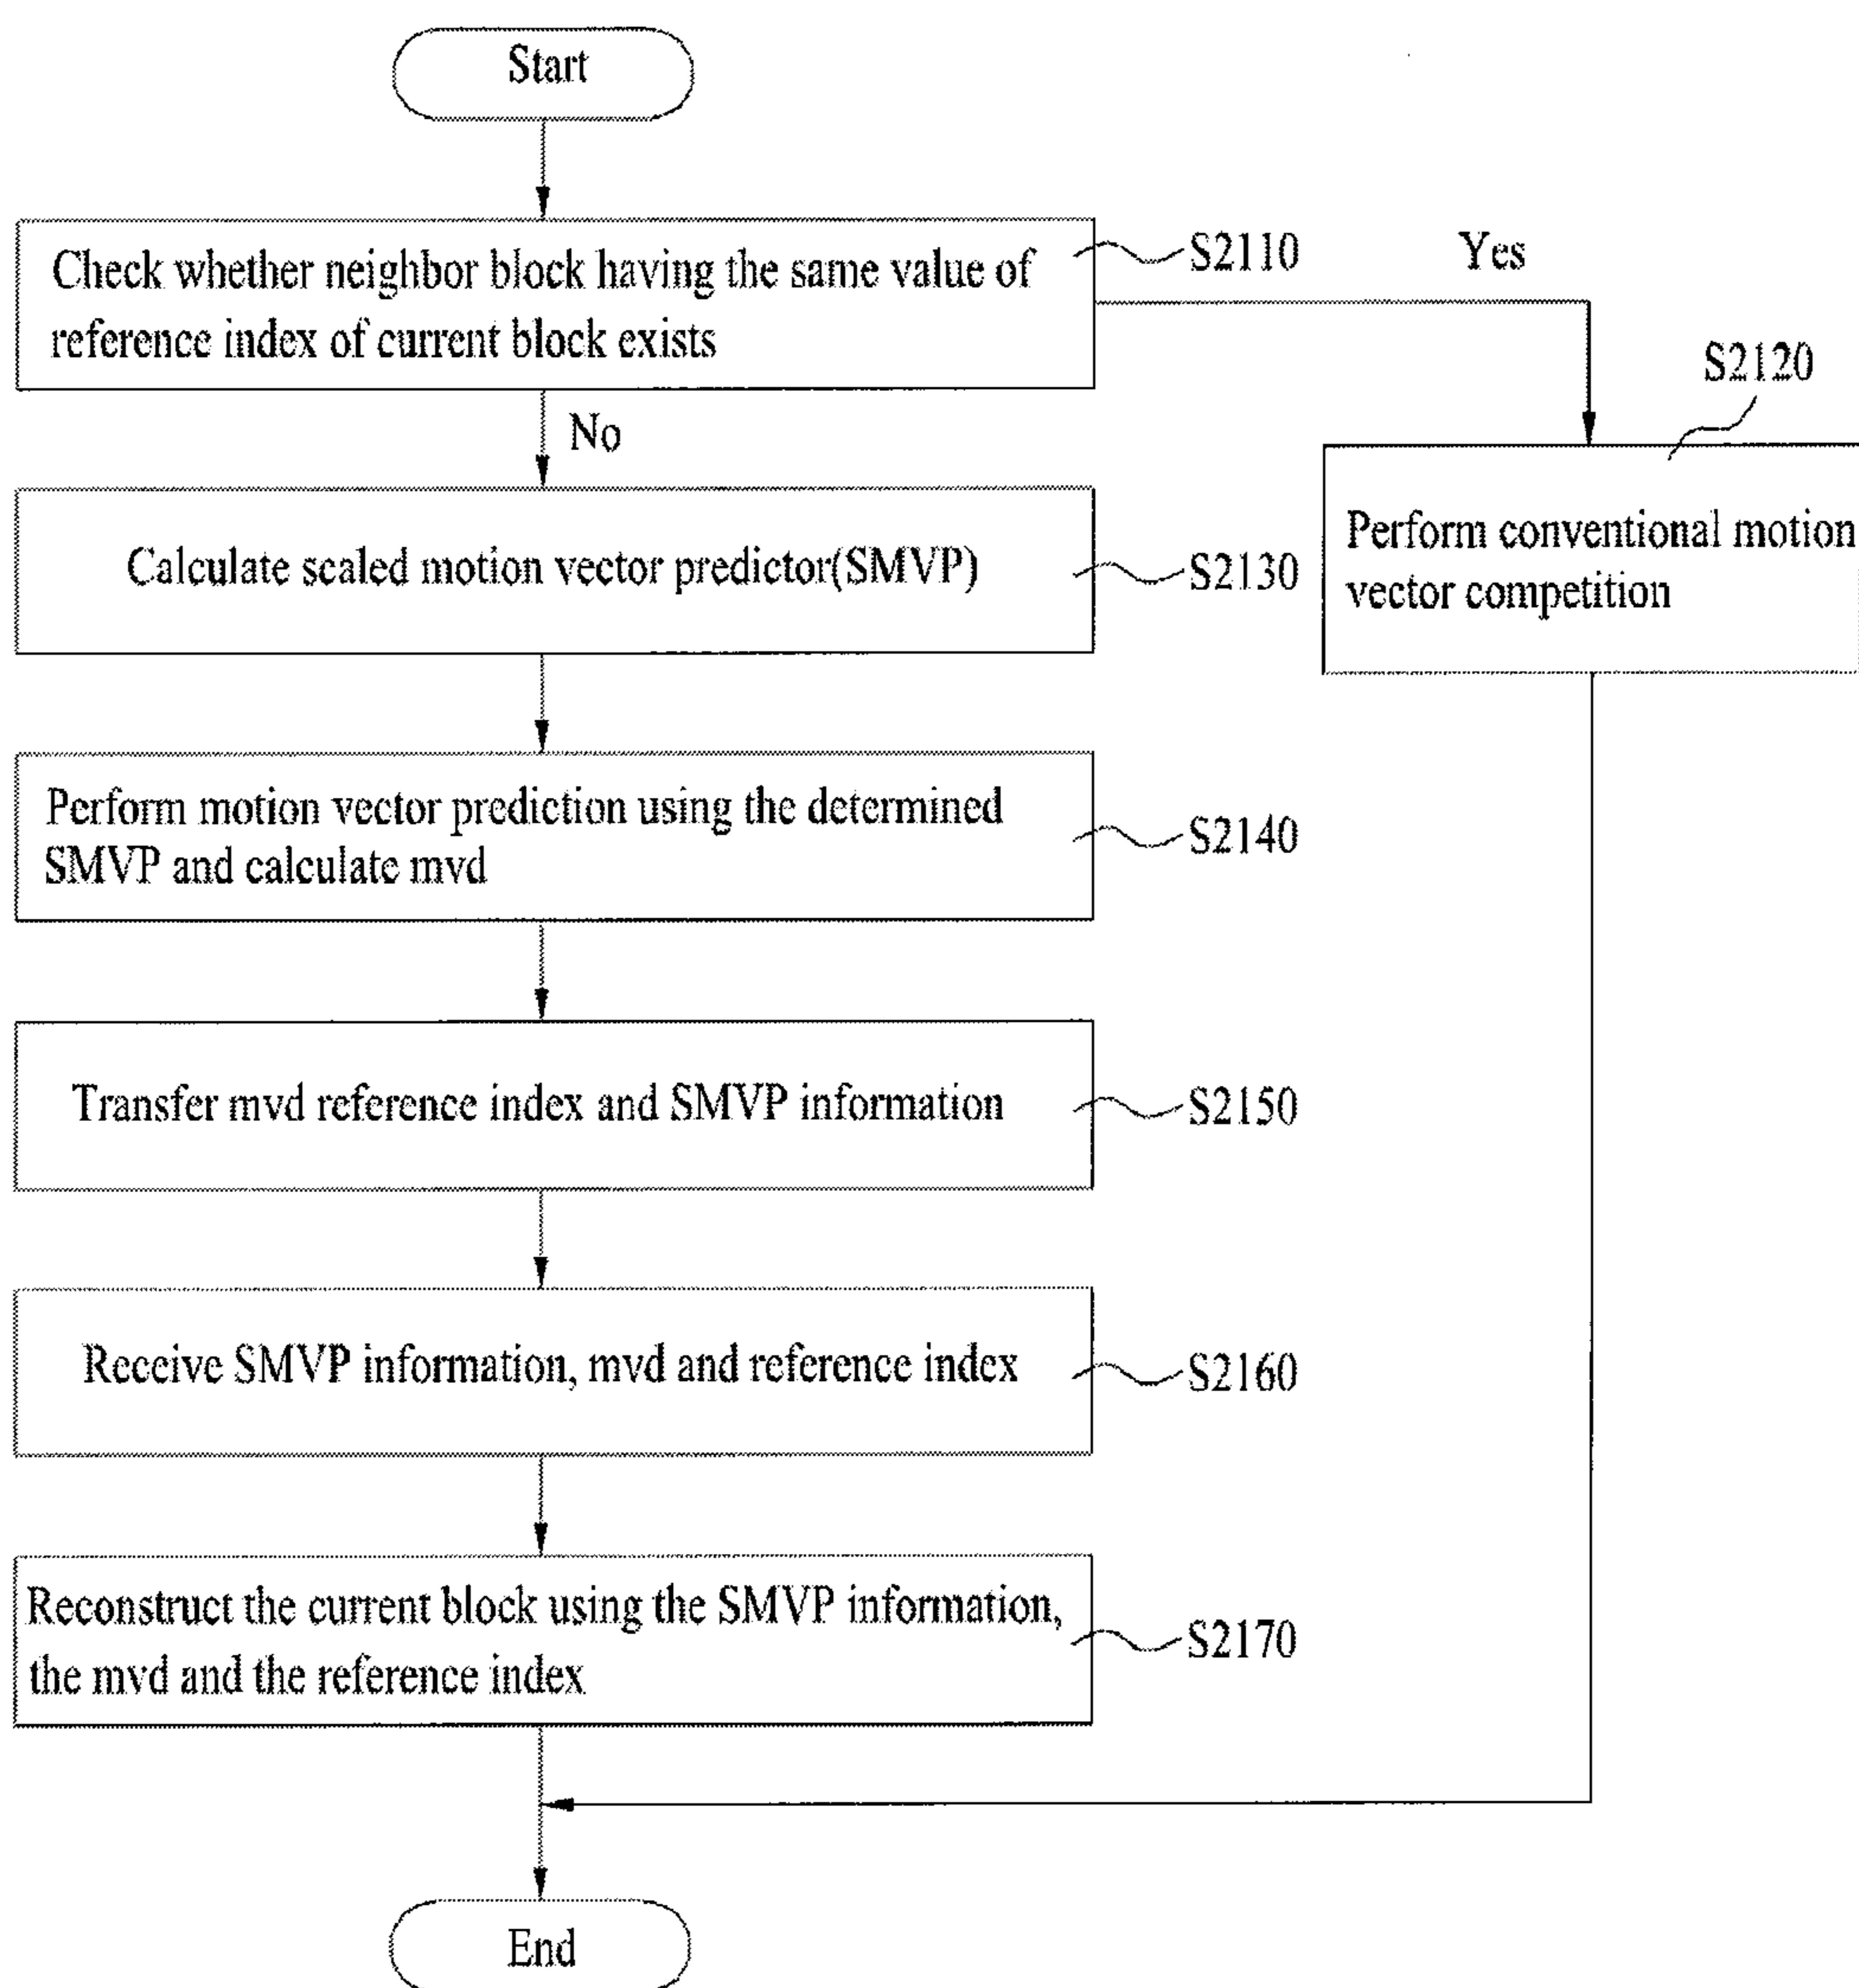 Start
Check whether neighbor block having the same value of
reference index of current block exists
S2110
Yes
No
S2120
Perform conventional motion
vector competition
Calculate scaled motion vector predictor(SMVP)
S2130
Perform motion vector prediction using the determined
SMVP and calculate mvd
S2140
Transfer mvd reference index and SMVP information
S2150
Receive SMVP information, mvd and reference index
S2160
Reconstruct the current block using the SMVP information,
the mvd and the reference index
S2170
End